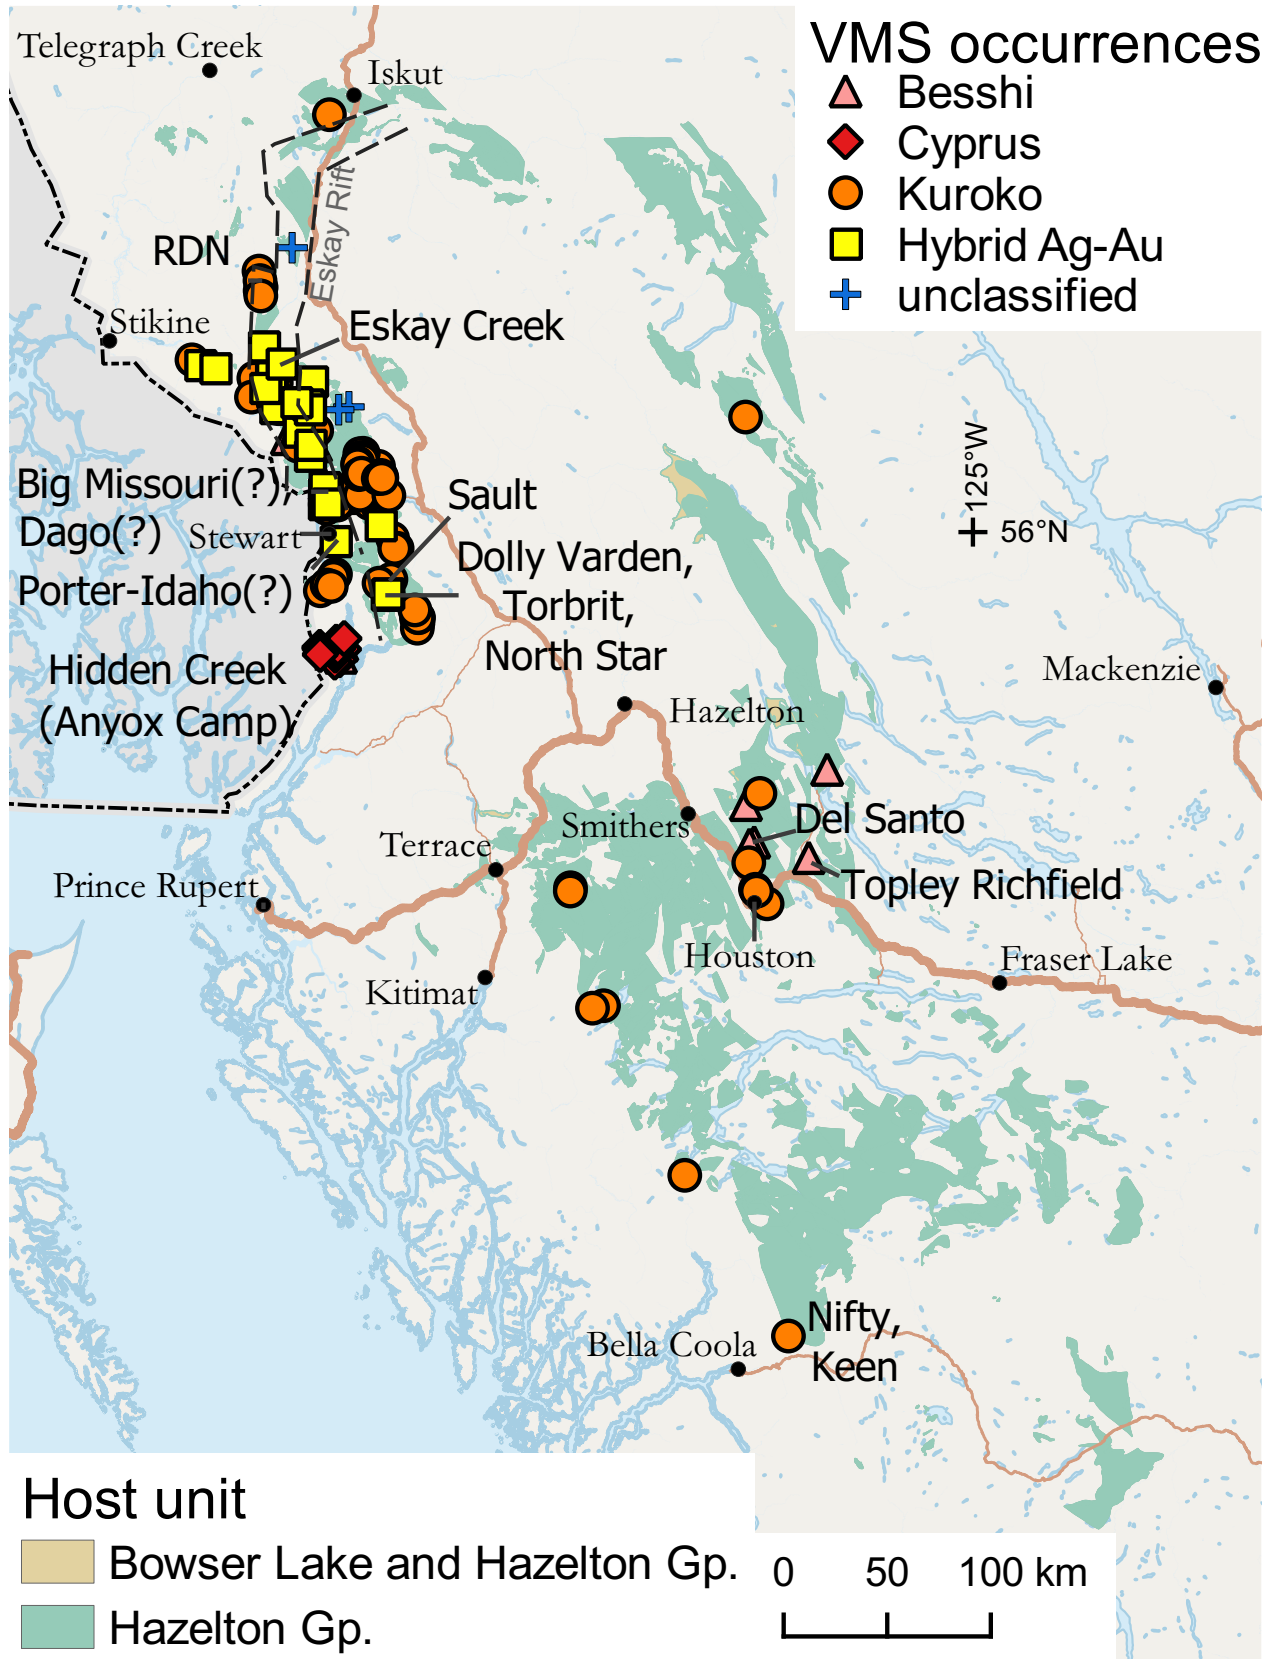 Telegraph Creek
Iskut
VMS occurrences
Besshi
Cyprus
Kuroko
Hybrid Ag-Au
unclassified
Eskay Rift
RDN
Stikine
Eskay Creek
Big Missouri(?)
Dago(?)
Stewart
Sault
Porter-Idaho(?)
Dolly Varden,
Torbrit,
North Star
125°W
56°N
Hidden Creek
(Anyox Camp)
Mackenzie
Hazelton
Smithers
Del Santo
Terrace
Topley Richfield
Prince Rupert
Houston
Fraser Lake
Kitimat
Nifty,
Keen
Bella Coola
Host unit
Bowser Lake and Hazelton Gp.
Hazelton Gp.
0 50 100 km